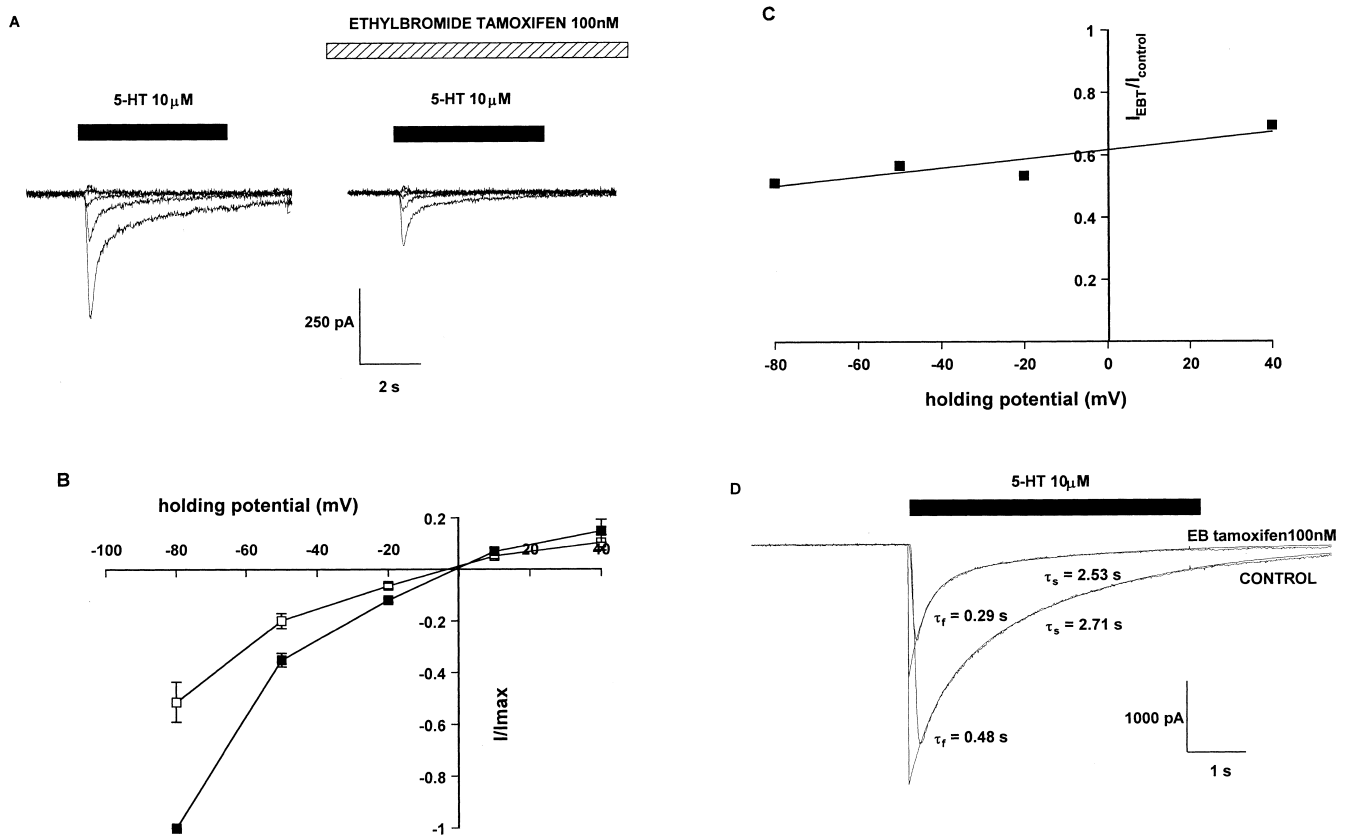 A
ETHYLBROMIDE TAMOXIFEN 100nM
5-HT 10μM
5-HT 10μM
250 pA
2 s
B
holding potential (mV)
-100 -80 -60 -40 -20 20 40
0.2
-0.2
-0.4
-0.6
-0.8
-1
I/Imax
C
1
0.8
0.6
0.4
0.2
I_EBT/I_control
-80 -60 -40 -20 0 20 40
holding potential (mV)
D
5-HT 10μM
EB tamoxifen100nM
τs = 2.53 s
CONTROL
τf = 0.29 s
τs = 2.71 s
τf = 0.48 s
1000 pA
1 s